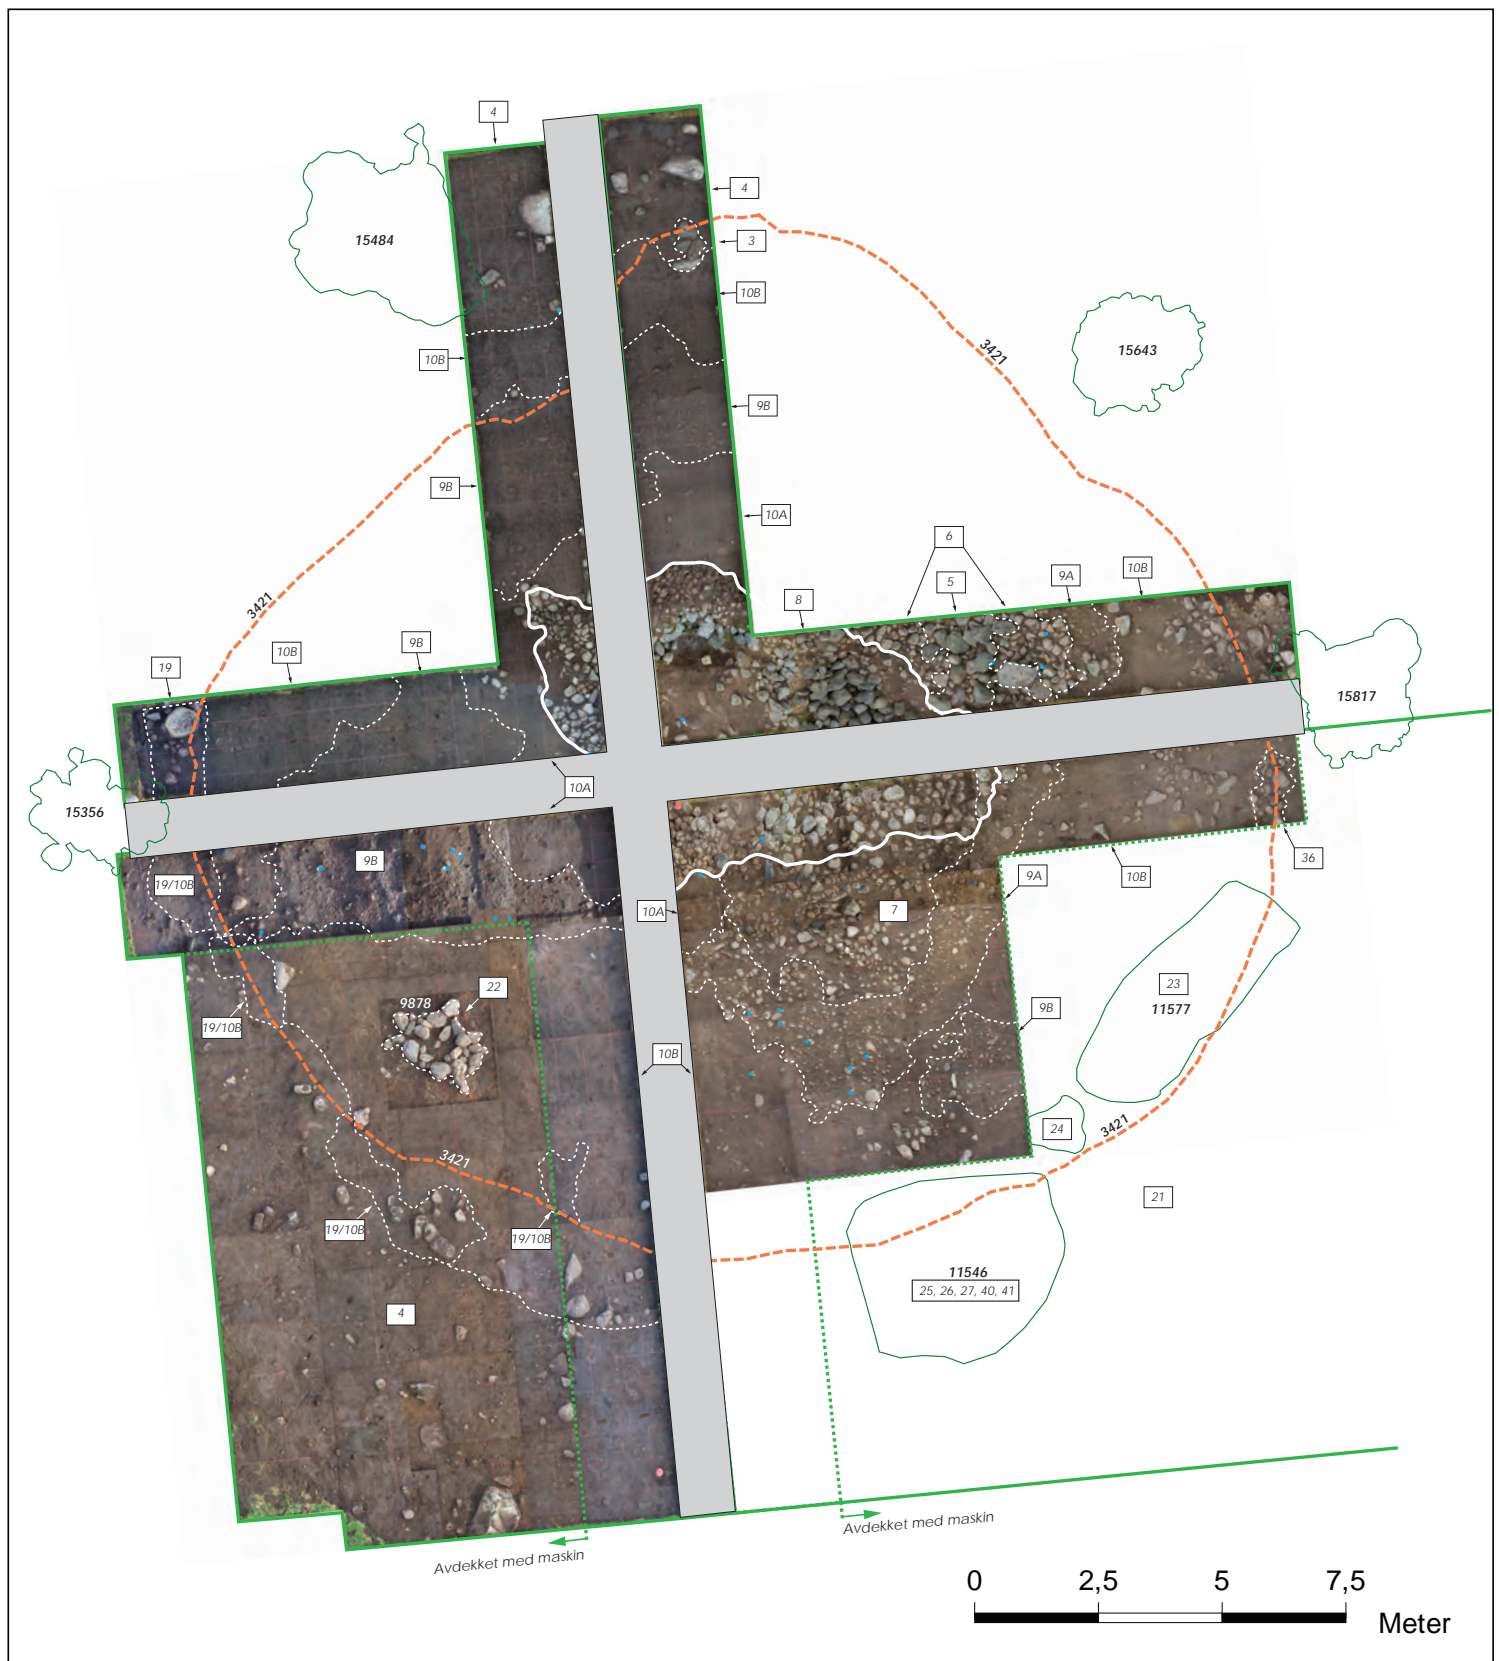 4
15484
4
3
10B
15643
3421
10B
9B
9B
10A
6
5
9A
10B
8
3421
9B
10B
19
15817
10A
15356
9B
19/10B
36
10B
9A
10A
7
23
11577
22
9878
9B
19/10B
10B
24
3421
3421
21
19/10B
19/10B
11546
25, 26, 27, 40, 41
4
Avdekket med maskin
Avdekket med maskin
0 2,5 5 7,5
Meter